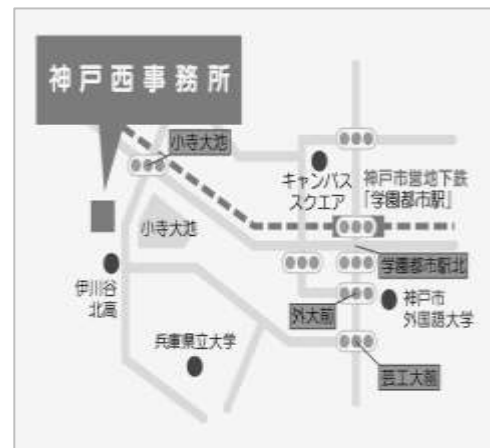 神戸西事務所
小寺大池
キャンパス
スクエア
神戸市営地下鉄
「学園都市駅」
小寺大池
学園都市駅北
伊川谷
北高
外大前
神戸市
外国語大学
兵庫県立大学
芸工大前